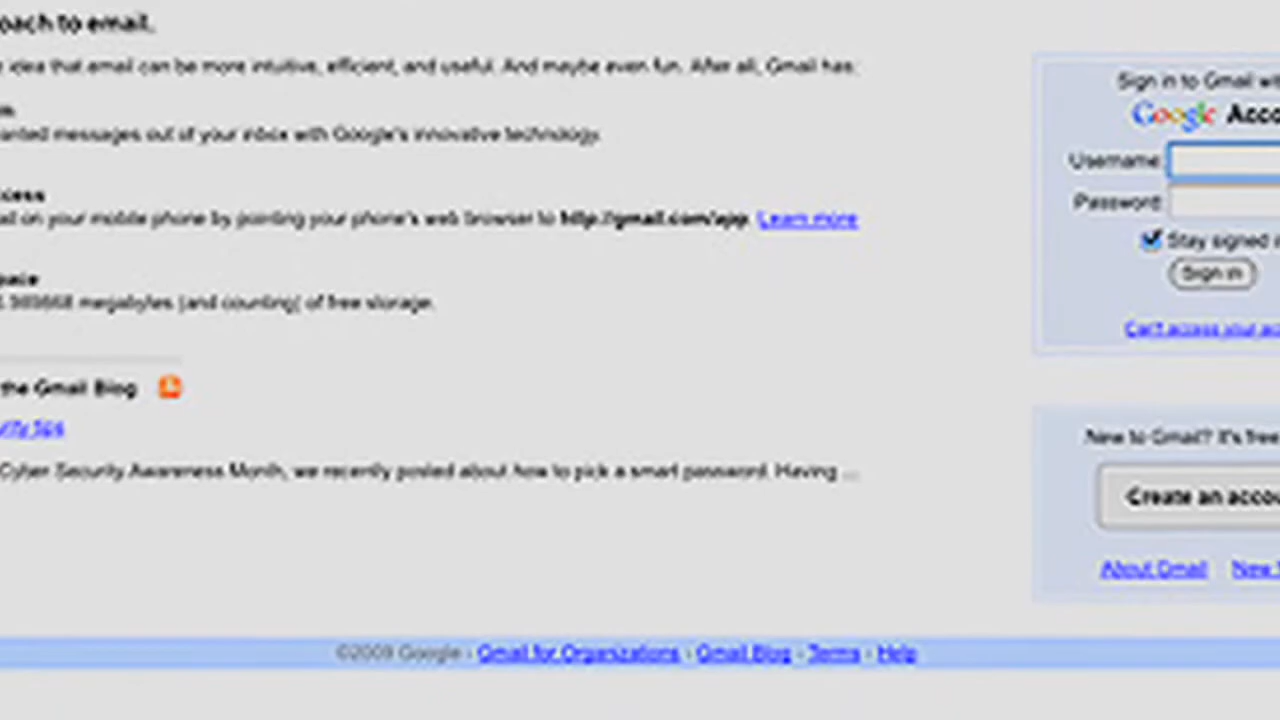 oach to email.
idea that email can be more intuitive, efficient, and useful. And maybe even fun. After all, Gmail has:
anted messages out of your inbox with Google's innovative technology.
cess
ail on your mobile phone by pointing your phone's web browser to http://gmail.com/app. Learn more
pace
megabytes (and counting) of free storage.
the Gmail Blog
urity tips
Cyber Security Awareness Month, we recently posted about how to pick a smart password. Having ...
Sign in to Gmail wit
Google Acco
Username:
Password:
Stay signed i
Sign in
Can't access your ac
New to Gmail? It's free
Create an accou
About Gmail New
©2009 Google - Gmail for Organizations - Gmail Blog - Terms - Help